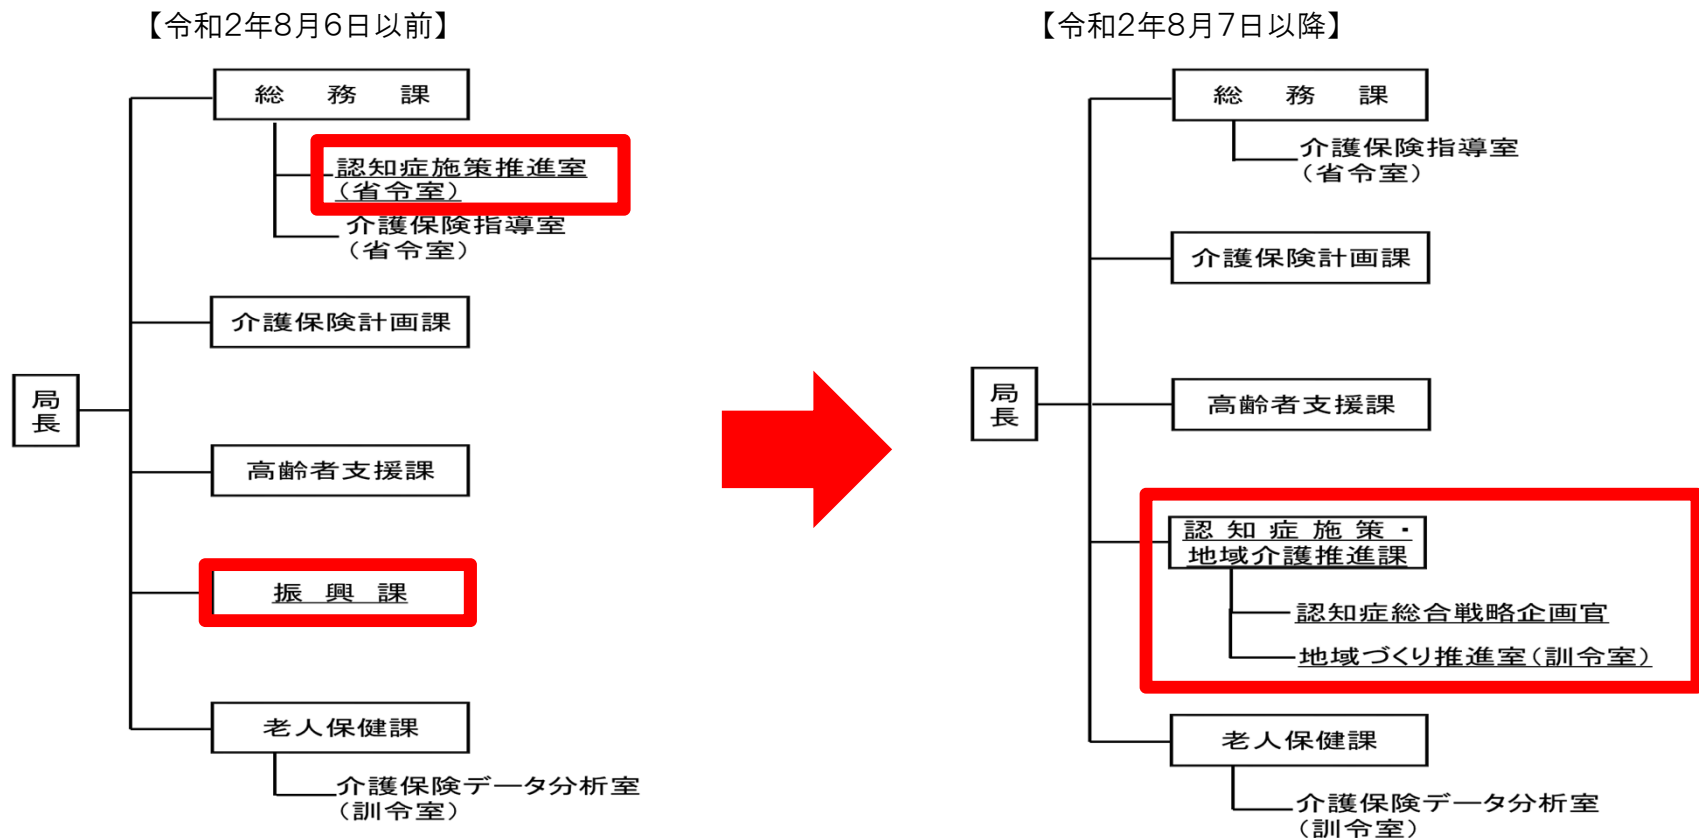 【令和2年8月6日以前】
総 務 課
認知症施策推進室
(省令室)
介護保険指導室
(省令室)
介護保険計画課
局
長
高齢者支援課
振 興 課
老人保健課
介護保険データ分析室
(訓令室)
【令和2年8月7日以降】
総 務 課
介護保険指導室
(省令室)
介護保険計画課
局
長
高齢者支援課
認 知 症 施 策 ・
地域介護推進課
認知症総合戦略企画官
地域づくり推進室(訓令室)
老人保健課
介護保険データ分析室
(訓令室)